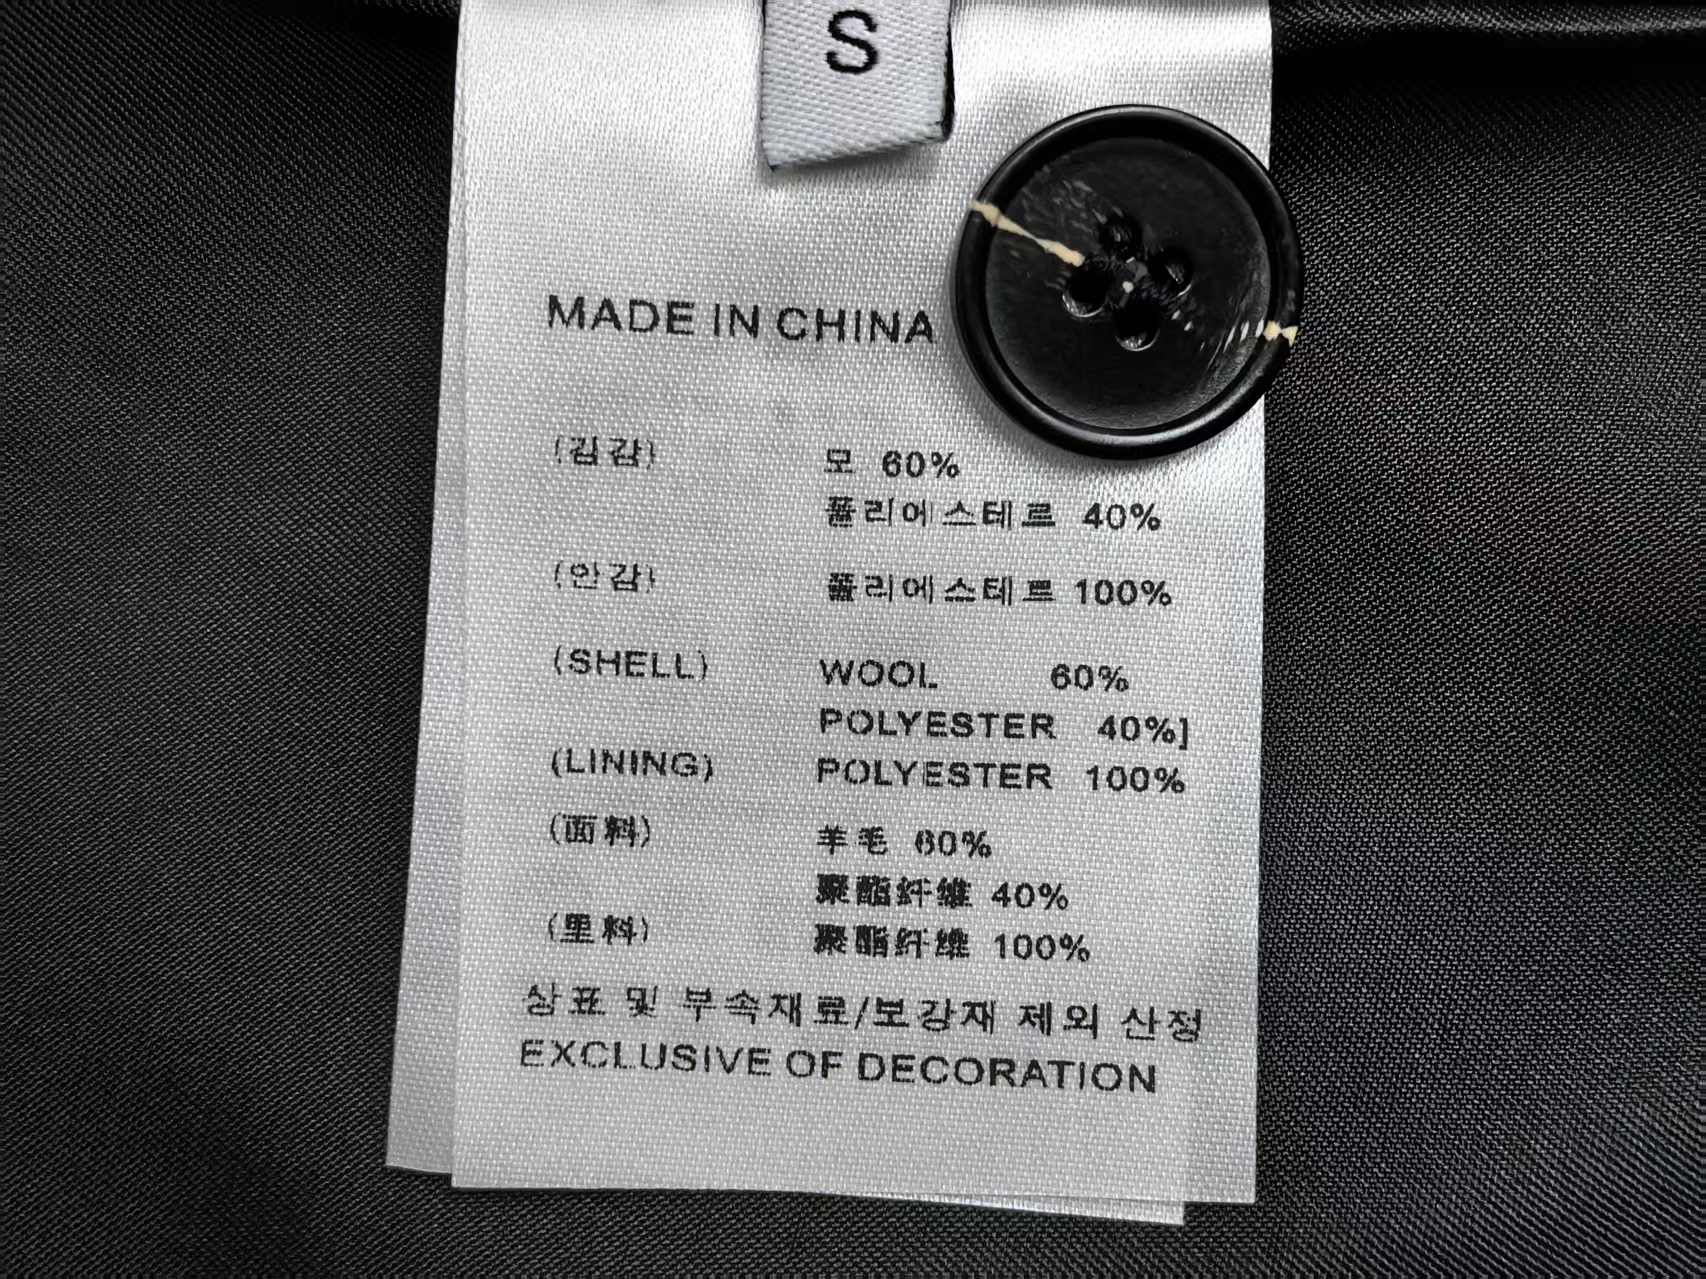 S
MADE IN CHINA
(김감) 모 60%
폴리에스테르 40%
(안감) 폴리에스테르 100%
(SHELL) WOOL 60%
POLYESTER 40%]
(LINING) POLYESTER 100%
(面料) 羊毛 60%
聚酯纤维 40%
(里料) 聚酯纤维 100%
상표 및 부속재료/보강재 제외 산정
EXCLUSIVE OF DECORATION